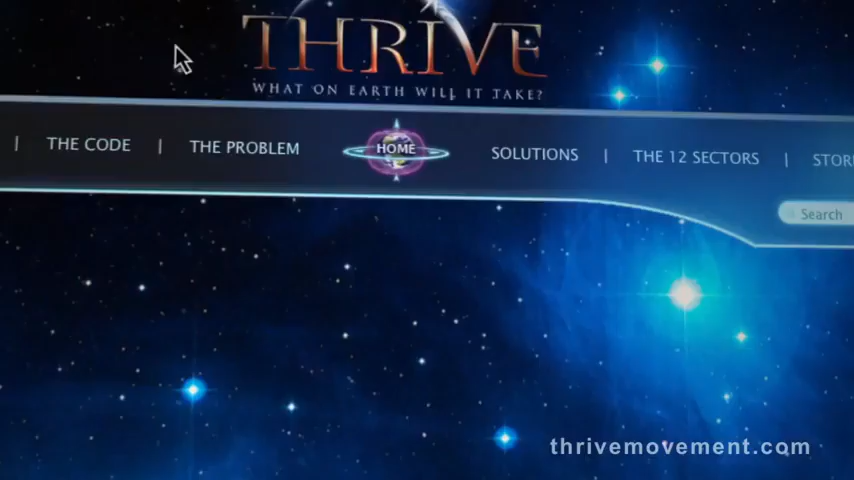 THRIVE
WHAT ON EARTH WILL IT TAKE?
| THE CODE | THE PROBLEM HOME SOLUTIONS | THE 12 SECTORS |
Search
thrivemovement.com